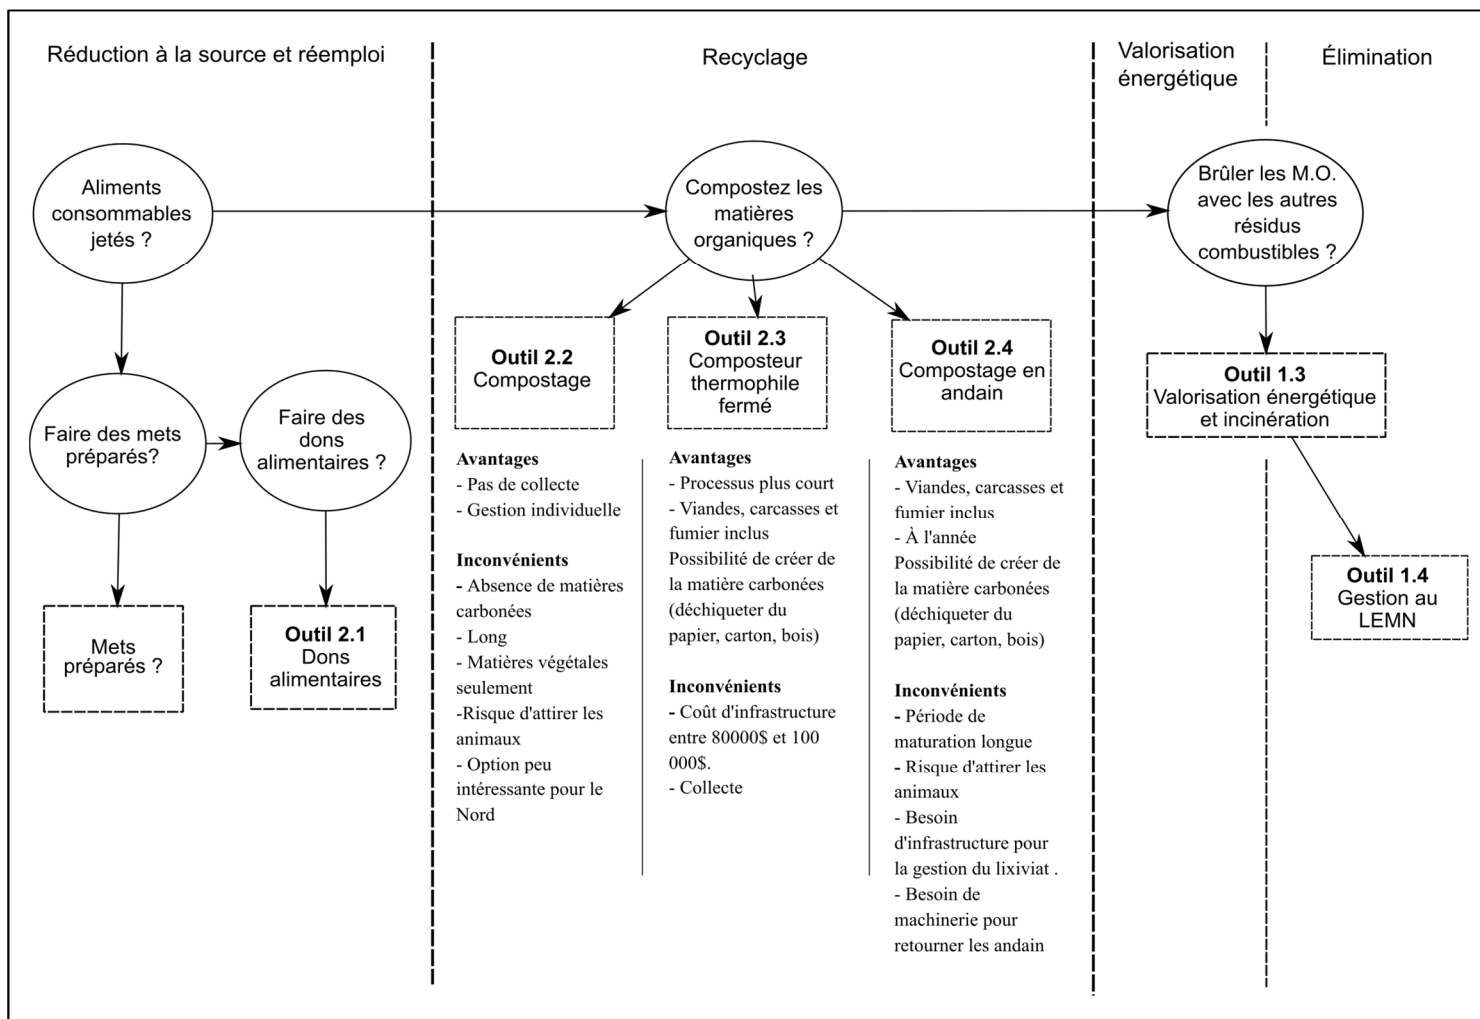 Réduction à la source et réemploi
Recyclage
Valorisation
énergétique
Élimination
Aliments
consommables
jetés ?
Compostez les
matières
organiques ?
Brûler les M.O.
avec les autres
résidus
combustibles ?
Faire des mets
préparés?
Faire des
dons
alimentaires ?
Mets
préparés ?
Outil 2.1
Dons
alimentaires
Outil 2.2
Compostage
Avantages
- Pas de collecte
- Gestion individuelle
Inconvénients
- Absence de matières
carbonées
- Long
- Matières végétales
seulement
-Risque d'attirer les
animaux
- Option peu
intéressante pour le
Nord
Outil 2.3
Composteur
thermophile
fermé
Avantages
- Processus plus court
- Viandes, carcasses et
fumier inclus
Possibilité de créer de
la matière carbonées
(déchiqueter du
papier, carton, bois)
Inconvénients
- Coût d'infrastructure
entre 80000$ et 100
000$.
- Collecte
Outil 2.4
Compostage en
andain
Avantages
- Viandes, carcasses et
fumier inclus
- À l'année
Possibilité de créer de
la matière carbonées
(déchiqueter du
papier, carton, bois)
Inconvénients
- Période de
maturation longue
- Risque d'attirer les
animaux
- Besoin
d'infrastructure pour
la gestion du lixiviat .
- Besoin de
machinerie pour
retourner les andain
Outil 1.3
Valorisation énergétique
et incinération
Outil 1.4
Gestion au
LEMN